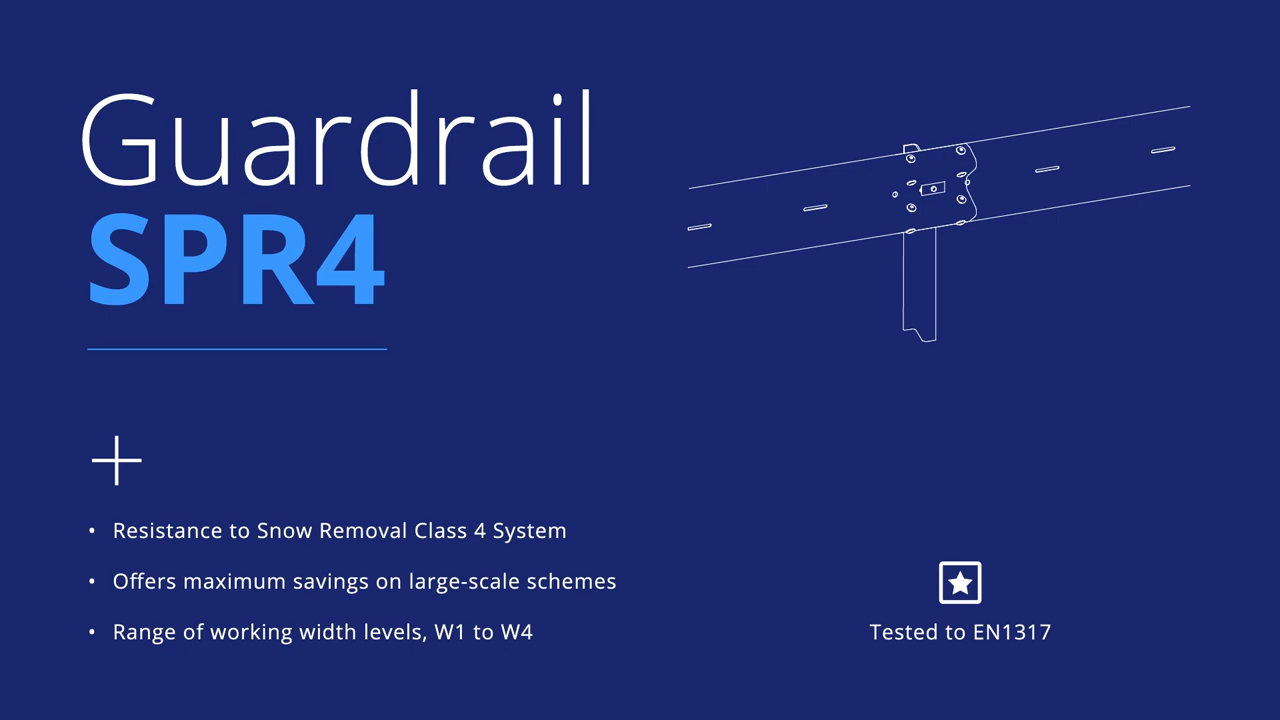 Guardrail
SPR4
• Resistance to Snow Removal Class 4 System
• Offers maximum savings on large-scale schemes
• Range of working width levels, W1 to W4
Tested to EN1317